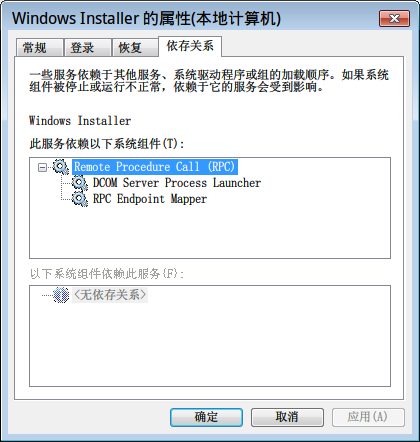 Windows Installer 的属性(本地计算机)
常规 登录 恢复 依存关系
一些服务依赖于其他服务、系统驱动程序或组的加载顺序。如果系统
组件被停止或运行不正常，依赖于它的服务会受到影响。
Windows Installer
此服务依赖以下系统组件(T):
Remote Procedure Call (RPC)
DCOM Server Process Launcher
RPC Endpoint Mapper
以下系统组件依赖此服务(F):
<无依存关系>
确定 取消 应用(A)